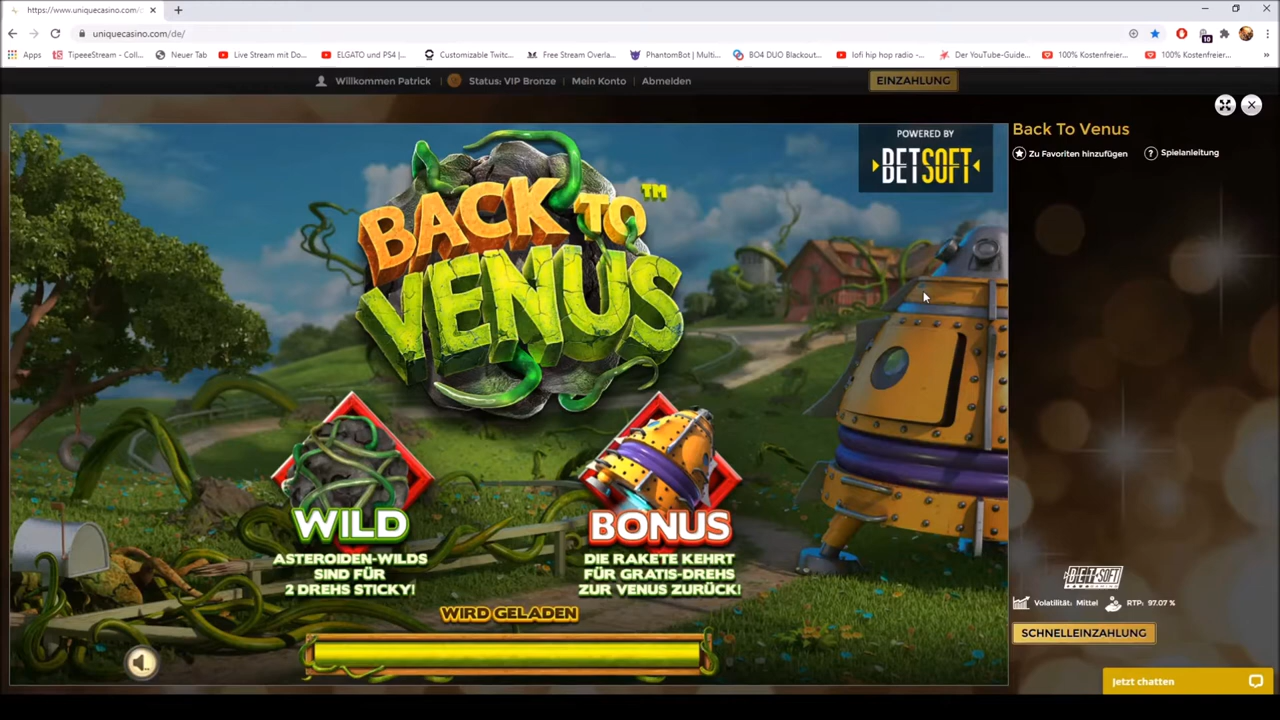 https://www.uniquecasino.com/
uniquecasino.com/de/
10
Apps
TipeeeStream - Coll...
Neuer Tab
Live Stream mit Do...
ELGATO und PS4 |...
Customizable Twitc...
Free Stream Overla...
PhantomBot | Multi...
BO4 DUO Blackout...
lofi hip hop radio -...
Der YouTube-Guide...
100% Kostenfreier...
100% Kostenfreier...
Willkommen Patrick
Status: VIP Bronze
Mein Konto
Abmelden
EINZAHLUNG
Back To Venus
Zu Favoriten hinzufügen
Spielanleitung
POWERED BY
BETSOFT
BACK TO™
VENUS
WILD
ASTEROIDEN-WILDS
SIND FÜR
2 DREHS STICKY!
BONUS
DIE RAKETE KEHRT
FÜR GRATIS-DREHS
ZUR VENUS ZURÜCK!
WIRD GELADEN
BETSOFT
Volatilität: Mittel
RTP: 97.07 %
SCHNELLEINZAHLUNG
Jetzt chatten